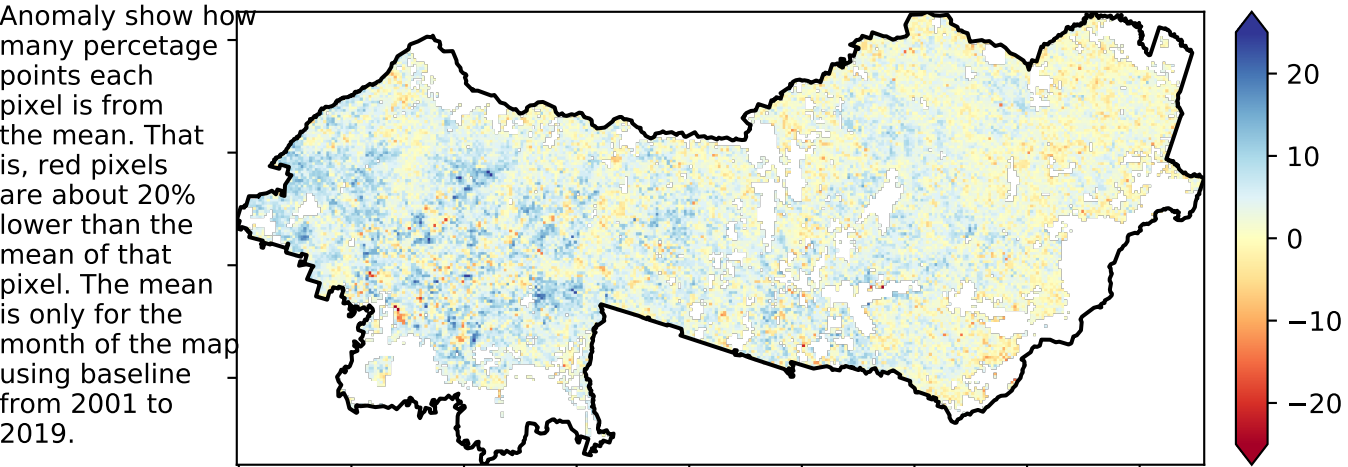 Anomaly show how
many percetage
points each
pixel is from
the mean. That
is, red pixels
are about 20%
lower than the
mean of that
pixel. The mean
is only for the
month of the map
using baseline
from 2001 to
2019.
20
10
0
−10
−20